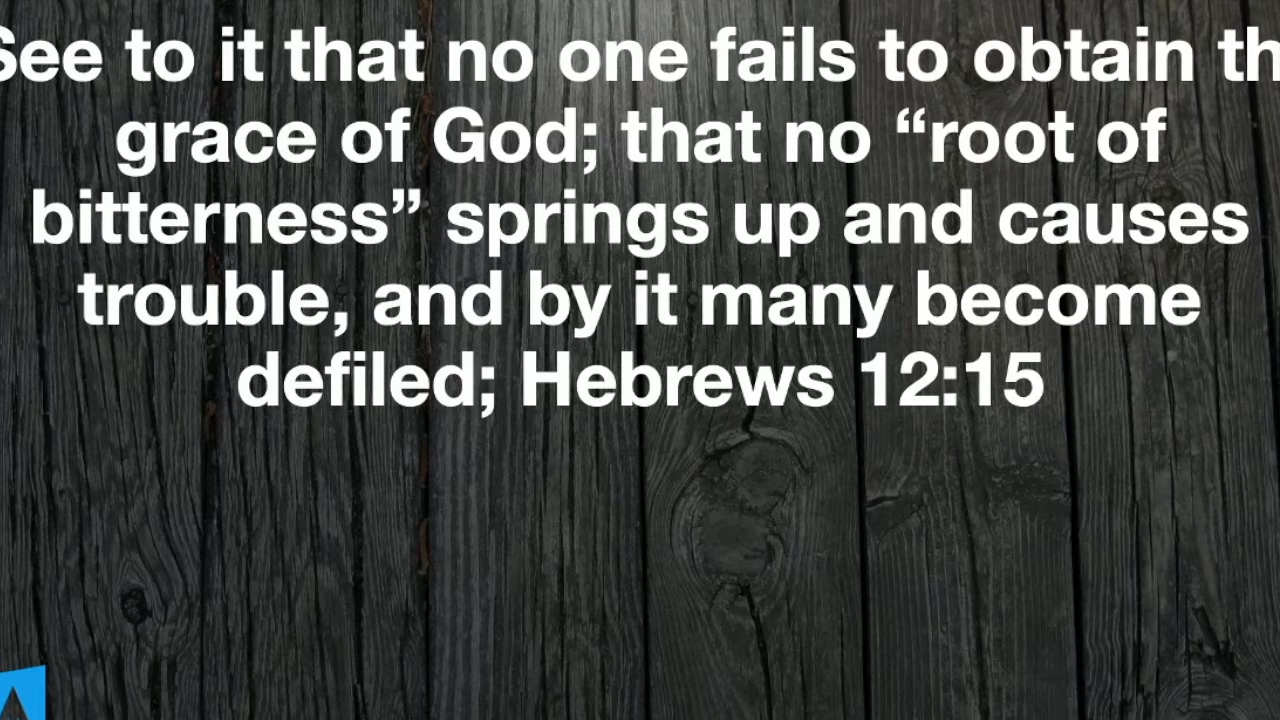 See to it that no one fails to obtain th
grace of God; that no “root of
bitterness” springs up and causes
trouble, and by it many become
defiled; Hebrews 12:15